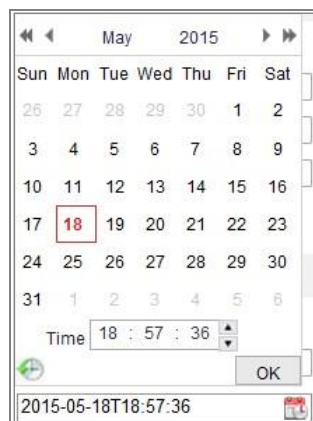 May 2015
Sun Mon Tue Wed Thu Fri Sat
26 27 28 29 30 1 2
3 4 5 6 7 8 9
10 11 12 13 14 15 16
17 18 19 20 21 22 23
24 25 26 27 28 29 30
31 1 2 3 4 5 6
Time 18 : 57 : 36
OK
2015-05-18T18:57:36